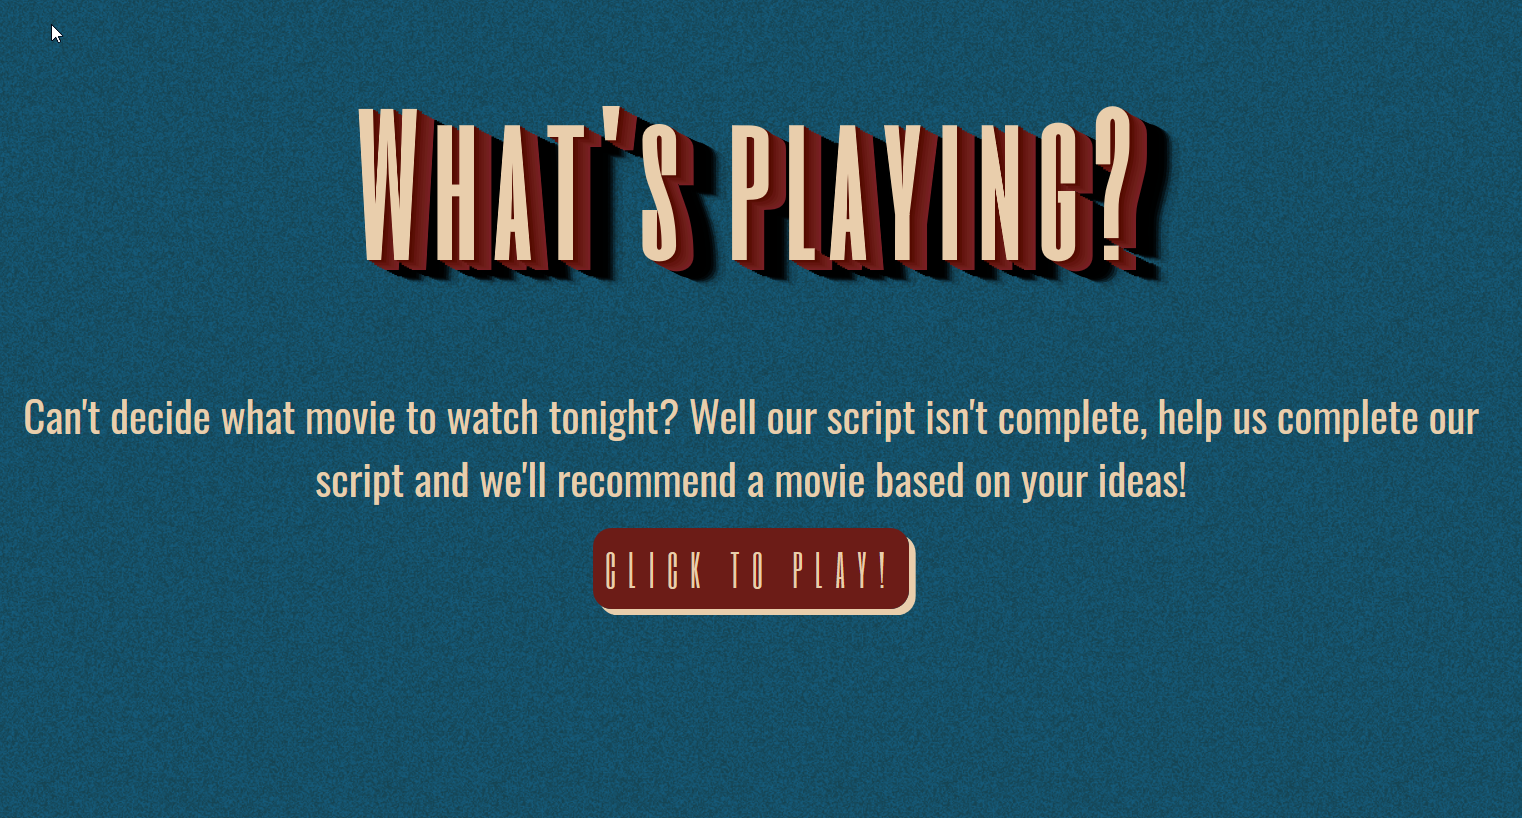 What's playing?
Can't decide what movie to watch tonight? Well our script isn't complete, help us complete our
script and we'll recommend a movie based on your ideas!
CLICK TO PLAY!